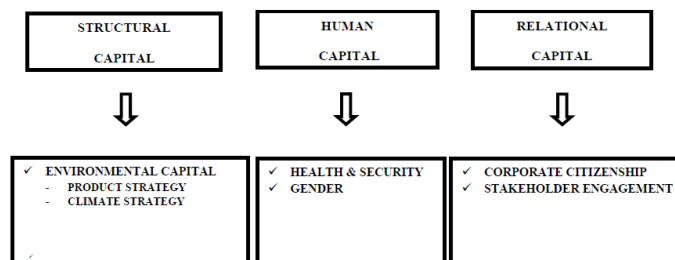 STRUCTURAL
CAPITAL
HUMAN
CAPITAL
RELATIONAL
CAPITAL
✓ ENVIRONMENTAL CAPITAL
- PRODUCT STRATEGY
- CLIMATE STRATEGY
✓ HEALTH & SECURITY
✓ GENDER
✓ CORPORATE CITIZENSHIP
✓ STAKEHOLDER ENGAGEMENT